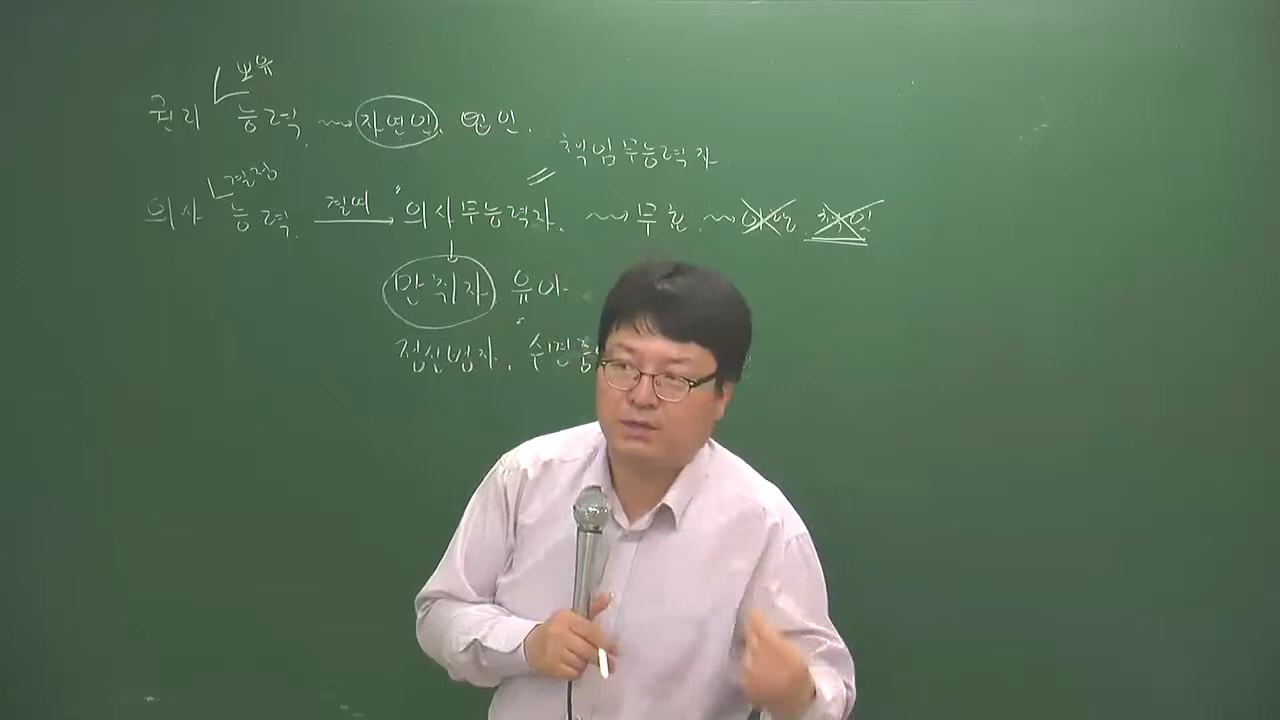 보유
권리 능력 자연인, 법인.
책임무능력자
결정
의사 능력. 결여 의사무능력자. 무효
만취자 유아
정신병자, 수면중